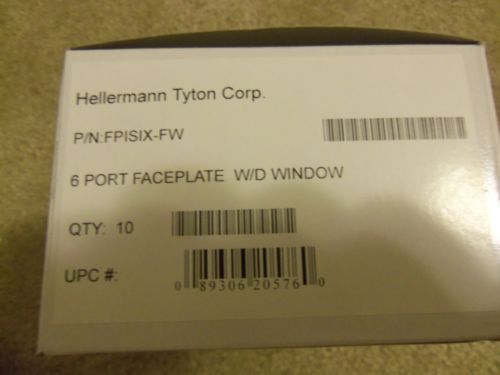 Hellermann Tyton Corp.
P/N:FPISIX-FW
6 PORT FACEPLATE W/D WINDOW
QTY: 10
UPC #:
0 89306 20576 0